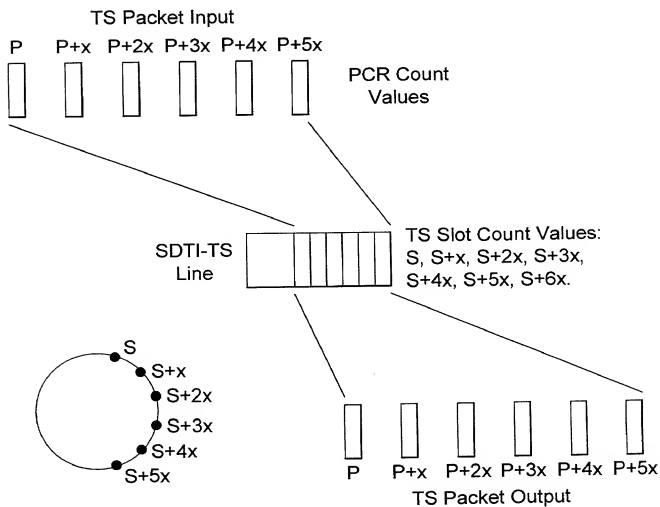 TS Packet Input
P P+x P+2x P+3x P+4x P+5x
PCR Count
Values
SDTI-TS
Line
TS Slot Count Values:
S, S+x, S+2x, S+3x,
S+4x, S+5x, S+6x.
S
S+x
S+2x
S+3x
S+4x
S+5x
P P+x P+2x P+3x P+4x P+5x
TS Packet Output